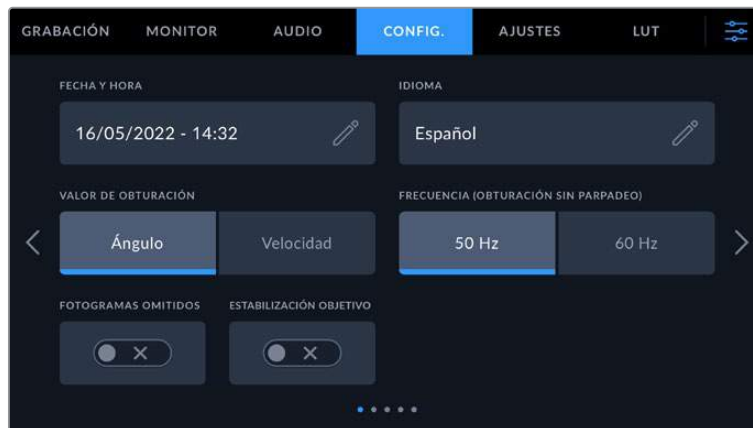 GRABACIÓN MONITOR AUDIO CONFIG. AJUSTES LUT
FECHA Y HORA IDIOMA
16/05/2022 - 14:32 Español
VALOR DE OBTURACIÓN FRECUENCIA (OBTURACIÓN SIN PARPADEO)
Ángulo Velocidad 50 Hz 60 Hz
FOTOGRAMAS OMITIDOS ESTABILIZACIÓN OBJETIVO